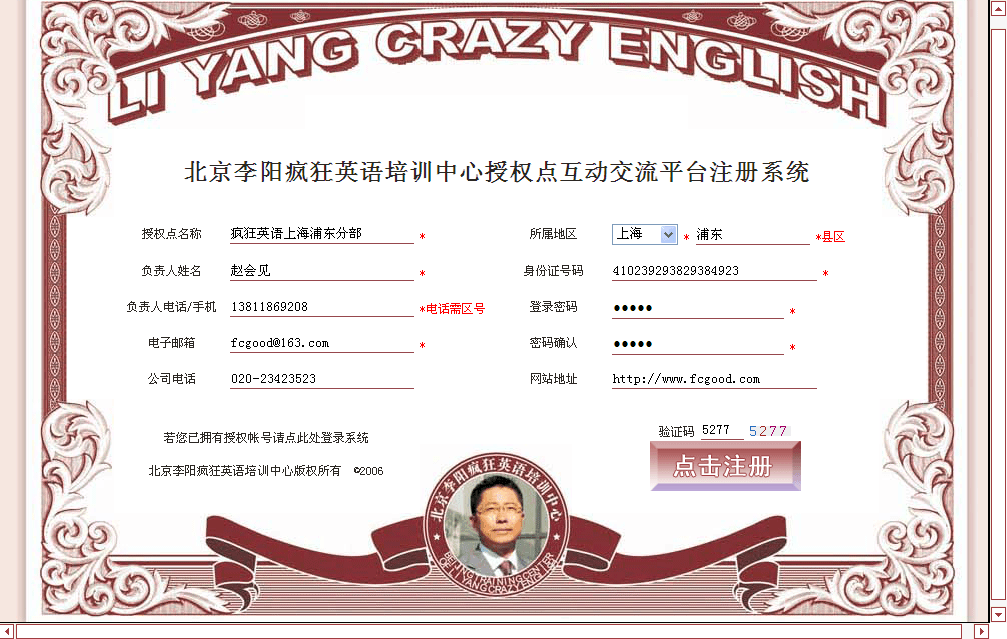 LI YANG CRAZY ENGLISH
北京李阳疯狂英语培训中心授权点互动交流平台注册系统
授权点名称 疯狂英语上海浦东分部 * 所属地区 上海 * 浦东 *县区
负责人姓名 赵会见 * 身份证号码 410239293829384923 *
负责人电话/手机 13811869208 *电话需区号 登录密码 ●●●●● *
电子邮箱 fcgood@163.com * 密码确认 ●●●●● *
公司电话 020-23423523 网站地址 http://www.fcgood.com
验证码 5277 5277
若您已拥有授权帐号请点此处登录系统
点击注册
北京李阳疯狂英语培训中心版权所有 ©2006
北京李阳疯狂英语培训中心
BEIJING TRAINING CENTER
OF LI YANG CRAZY ENGLISH